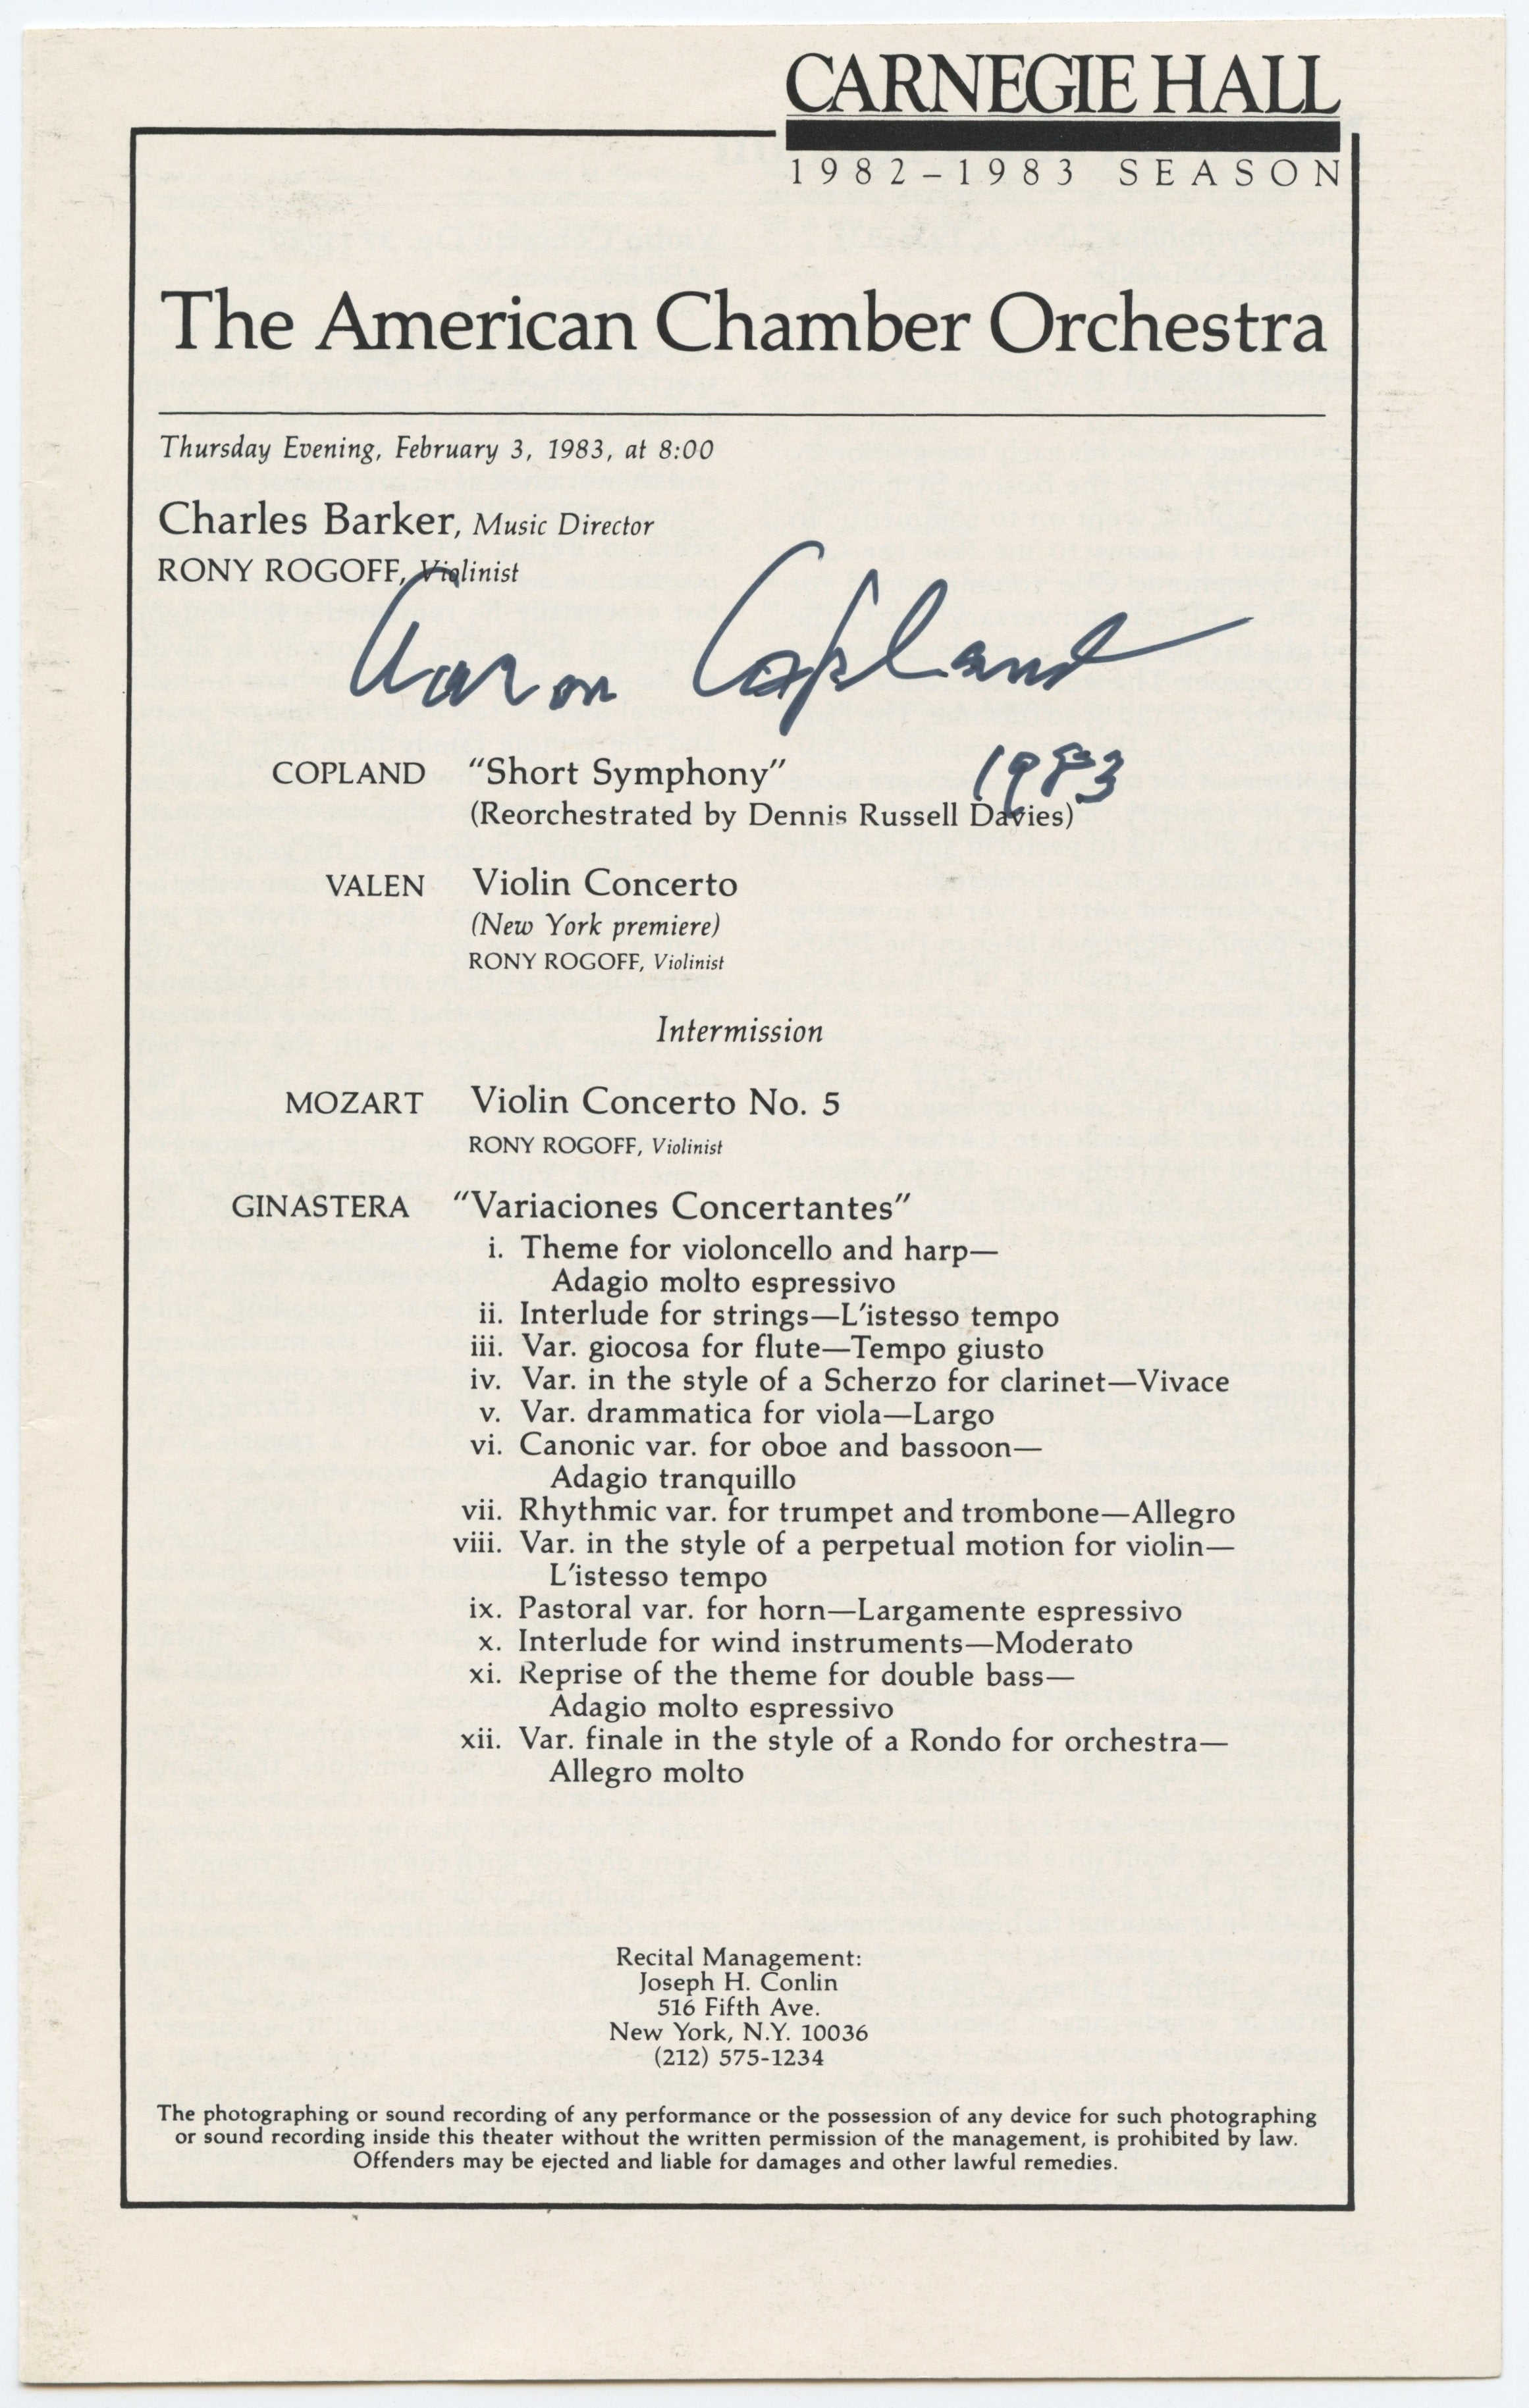 CARNEGIE HALL
1982–1983 SEASON
The American Chamber Orchestra
Thursday Evening, February 3, 1983, at 8:00
Charles Barker, Music Director
RONY ROGOFF, Violinist
Aaron Copland
1983
COPLAND "Short Symphony"
(Reorchestrated by Dennis Russell Davies)
VALEN Violin Concerto
(New York premiere)
RONY ROGOFF, Violinist
Intermission
MOZART Violin Concerto No. 5
RONY ROGOFF, Violinist
GINASTERA "Variaciones Concertantes"
i. Theme for violoncello and harp—
Adagio molto espressivo
ii. Interlude for strings—L'istesso tempo
iii. Var. giocosa for flute—Tempo giusto
iv. Var. in the style of a Scherzo for clarinet—Vivace
v. Var. drammatica for viola—Largo
vi. Canonic var. for oboe and bassoon—
Adagio tranquillo
vii. Rhythmic var. for trumpet and trombone—Allegro
viii. Var. in the style of a perpetual motion for violin—
L'istesso tempo
ix. Pastoral var. for horn—Largamente espressivo
x. Interlude for wind instruments—Moderato
xi. Reprise of the theme for double bass—
Adagio molto espressivo
xii. Var. finale in the style of a Rondo for orchestra—
Allegro molto
Recital Management:
Joseph H. Conlin
516 Fifth Ave.
New York, N.Y. 10036
(212) 575-1234
The photographing or sound recording of any performance or the possession of any device for such photographing
or sound recording inside this theater without the written permission of the management, is prohibited by law.
Offenders may be ejected and liable for damages and other lawful remedies.